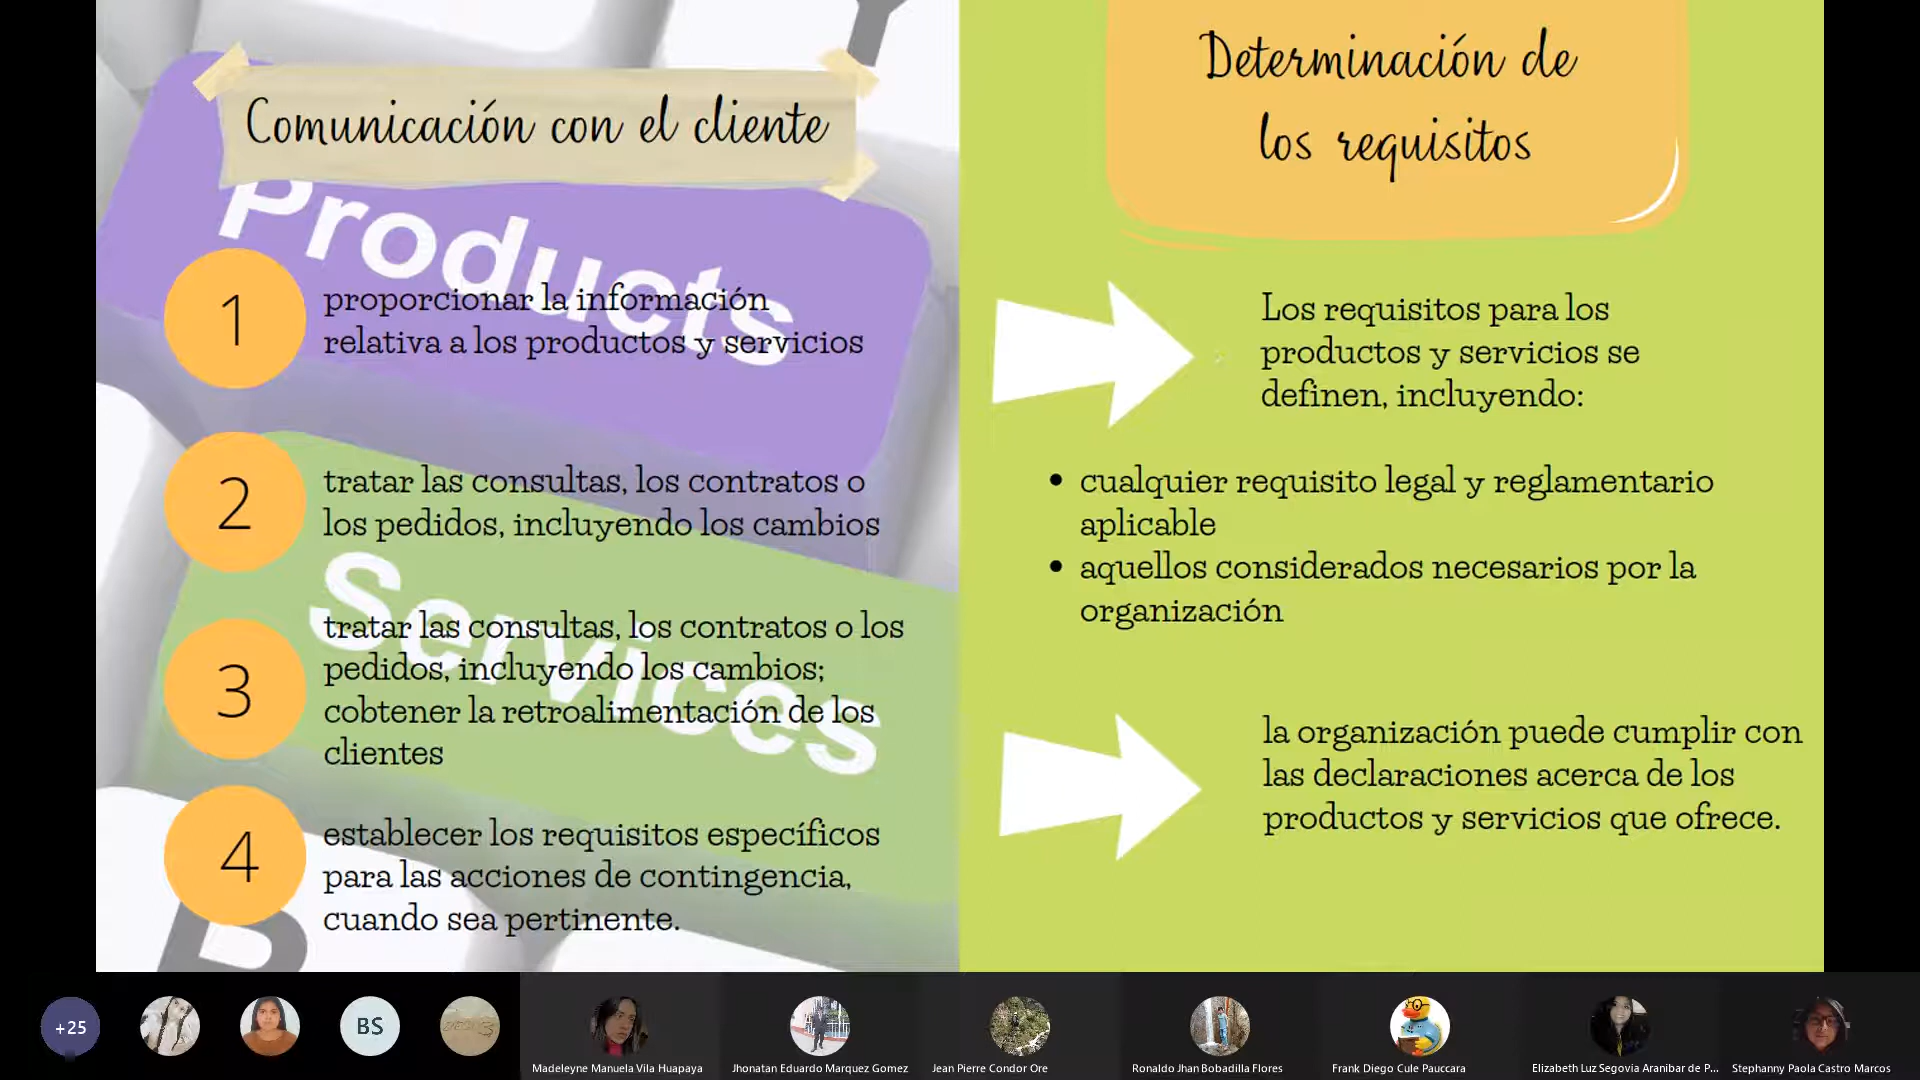 Comunicación con el cliente
Products
1
proporcionar la información
relativa a los productos y servicios
2
tratar las consultas, los contratos o
los pedidos, incluyendo los cambios
Services
3
tratar las consultas, los contratos o los
pedidos, incluyendo los cambios;
cobtener la retroalimentación de los
clientes
4
establecer los requisitos específicos
para las acciones de contingencia,
cuando sea pertinente.
Determinación de
los requisitos
Los requisitos para los
productos y servicios se
definen, incluyendo:
• cualquier requisito legal y reglamentario
aplicable
• aquellos considerados necesarios por la
organización
la organización puede cumplir con
las declaraciones acerca de los
productos y servicios que ofrece.
+25
BS
Madeleyne Manuela Vila Huapaya
Jhonatan Eduardo Marquez Gomez
Jean Pierre Condor Ore
Ronaldo Jhan Bobadilla Flores
Frank Diego Cule Pauccara
Elizabeth Luz Segovia Aranibar de P...
Stephanny Paola Castro Marcos